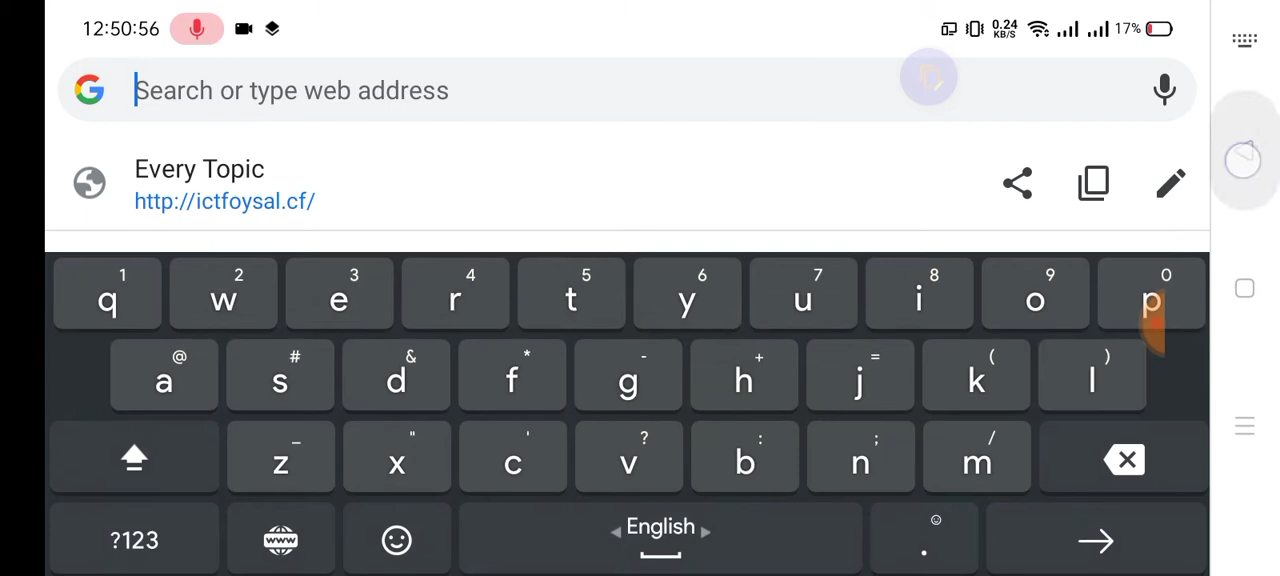 12:50:56 0.24 KB/S 17%
Search or type web address
Every Topic
http://ictfoysal.cf/
1 2 3 4 5 6 7 8 9 0
q w e r t y u i o p
@ # & * - + = ( )
a s d f g h j k l
_ " ' ? : ; /
z x c v b n m
?123 www English .